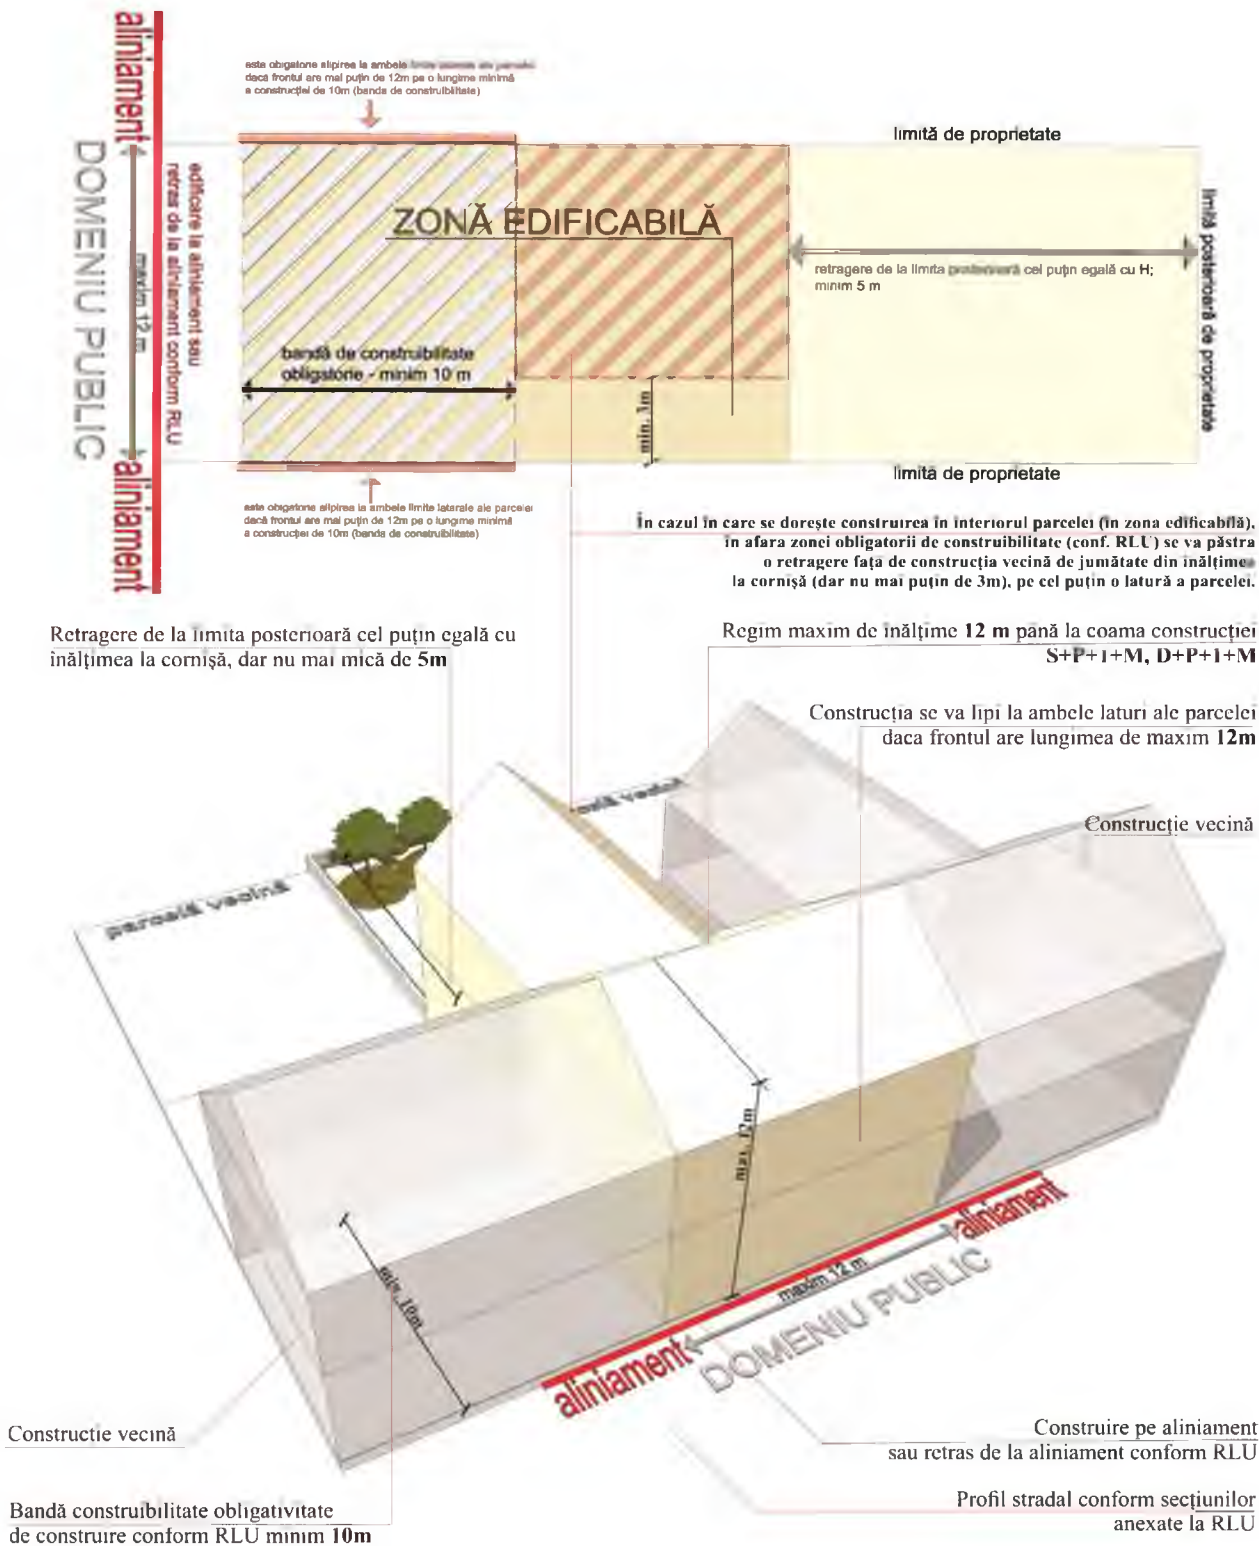 aliniament
este obligatorie alipirea la ambele limite laterale ale parcelei
dacă frontul are mai puțin de 12m pe o lungime minimă
a construcției de 10m (banda de construibilitate)
limită de proprietate
DOMENIU PUBLIC
maxim 12 m
edificare la aliniament sau
retras de la aliniament conform RLU
ZONĂ EDIFICABILĂ
retragere de la limita posterioară cel puțin egală cu H;
minim 5 m
limită posterioară de proprietate
bandă de construibilitate
obligatorie - minim 10 m
min. 3m
aliniament
limită de proprietate
este obligatorie alipirea la ambele limite latarale ale parcelei
dacă frontul are mai puțin de 12m pe o lungime minimă
a construcției de 10m (banda de construibilitate)
În cazul în care se dorește construirea în interiorul parcelei (în zona edificabilă),
în afara zonei obligatorii de construibilitate (conf. RLU) se va păstra
o retragere față de construcția vecină de jumătate din înălțimea
la cornișă (dar nu mai puțin de 3m), pe cel puțin o latură a parcelei.
Retragere de la limita posterioară cel puțin egală cu
înălțimea la cornișă, dar nu mai mică de 5m
Regim maxim de înălțime 12 m până la coama construcției
S+P+1+M, D+P+1+M
Construcția se va lipi la ambele laturi ale parcelei
daca frontul are lungimea de maxim 12m
vecină
Construcție vecină
parcelă vecină
max. 12m
min. 10m
aliniament
maxim 12 m
DOMENIU PUBLIC
aliniament
Constructie vecină
Construire pe aliniament
sau retras de la aliniament conform RLU
Bandă construibilitate obligativitate
de construire conform RLU minim 10m
Profil stradal conform secțiunilor
anexate la RLU